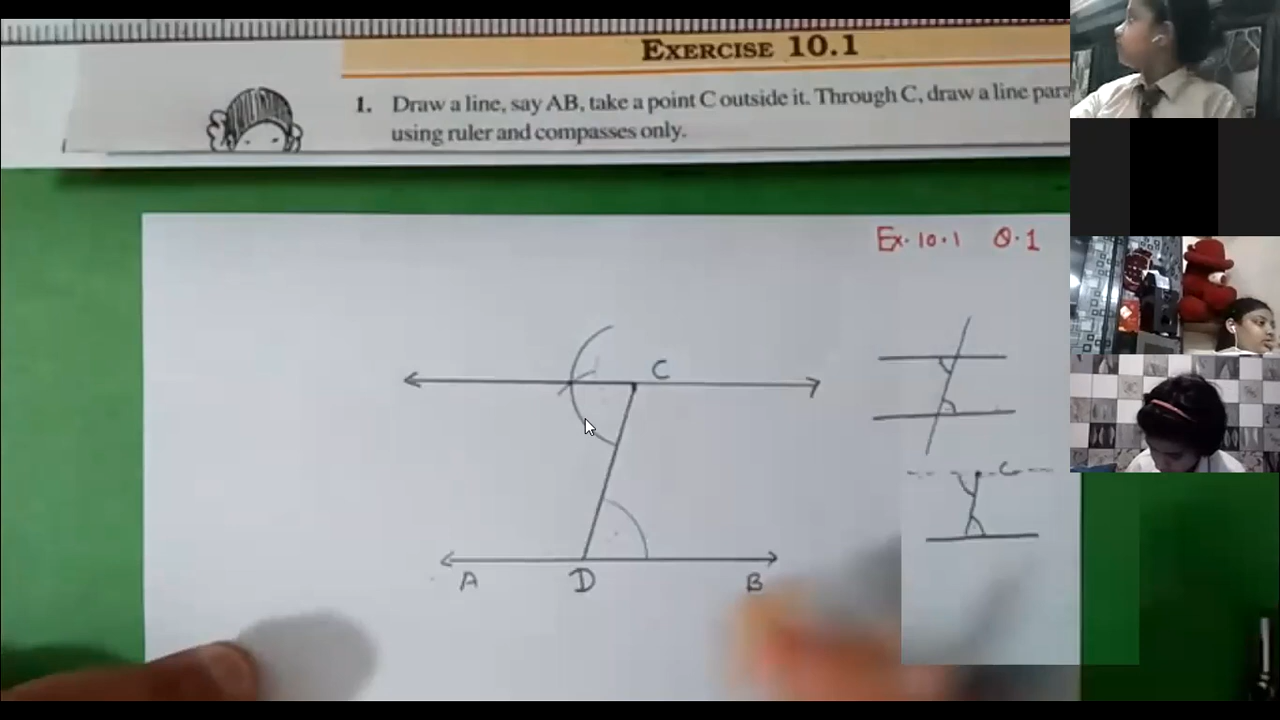 EXERCISE 10.1
1. Draw a line, say AB, take a point C outside it. Through C, draw a line para
using ruler and compasses only.
Ex. 10.1 Q.1
C
C
A D B